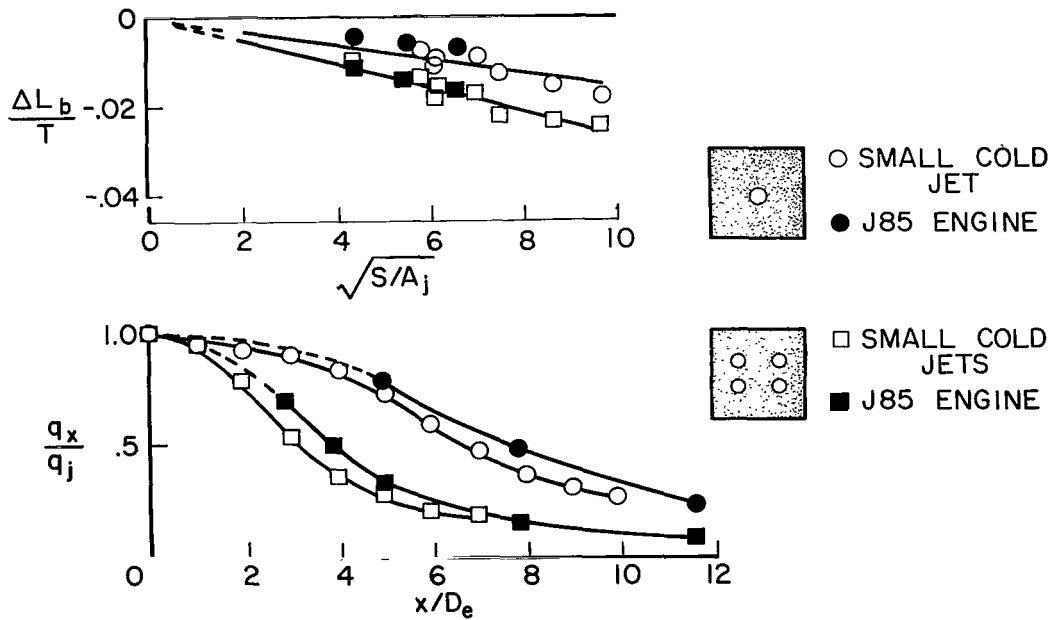 0
-.02
-.04
ΔL_b
T
0 2 4 6 8 10
√S/A_j
SMALL COLD
JET
J85 ENGINE
1.0
.5
0
q_x
q_j
2 4 6 8 10 12
x/D_e
SMALL COLD
JETS
J85 ENGINE